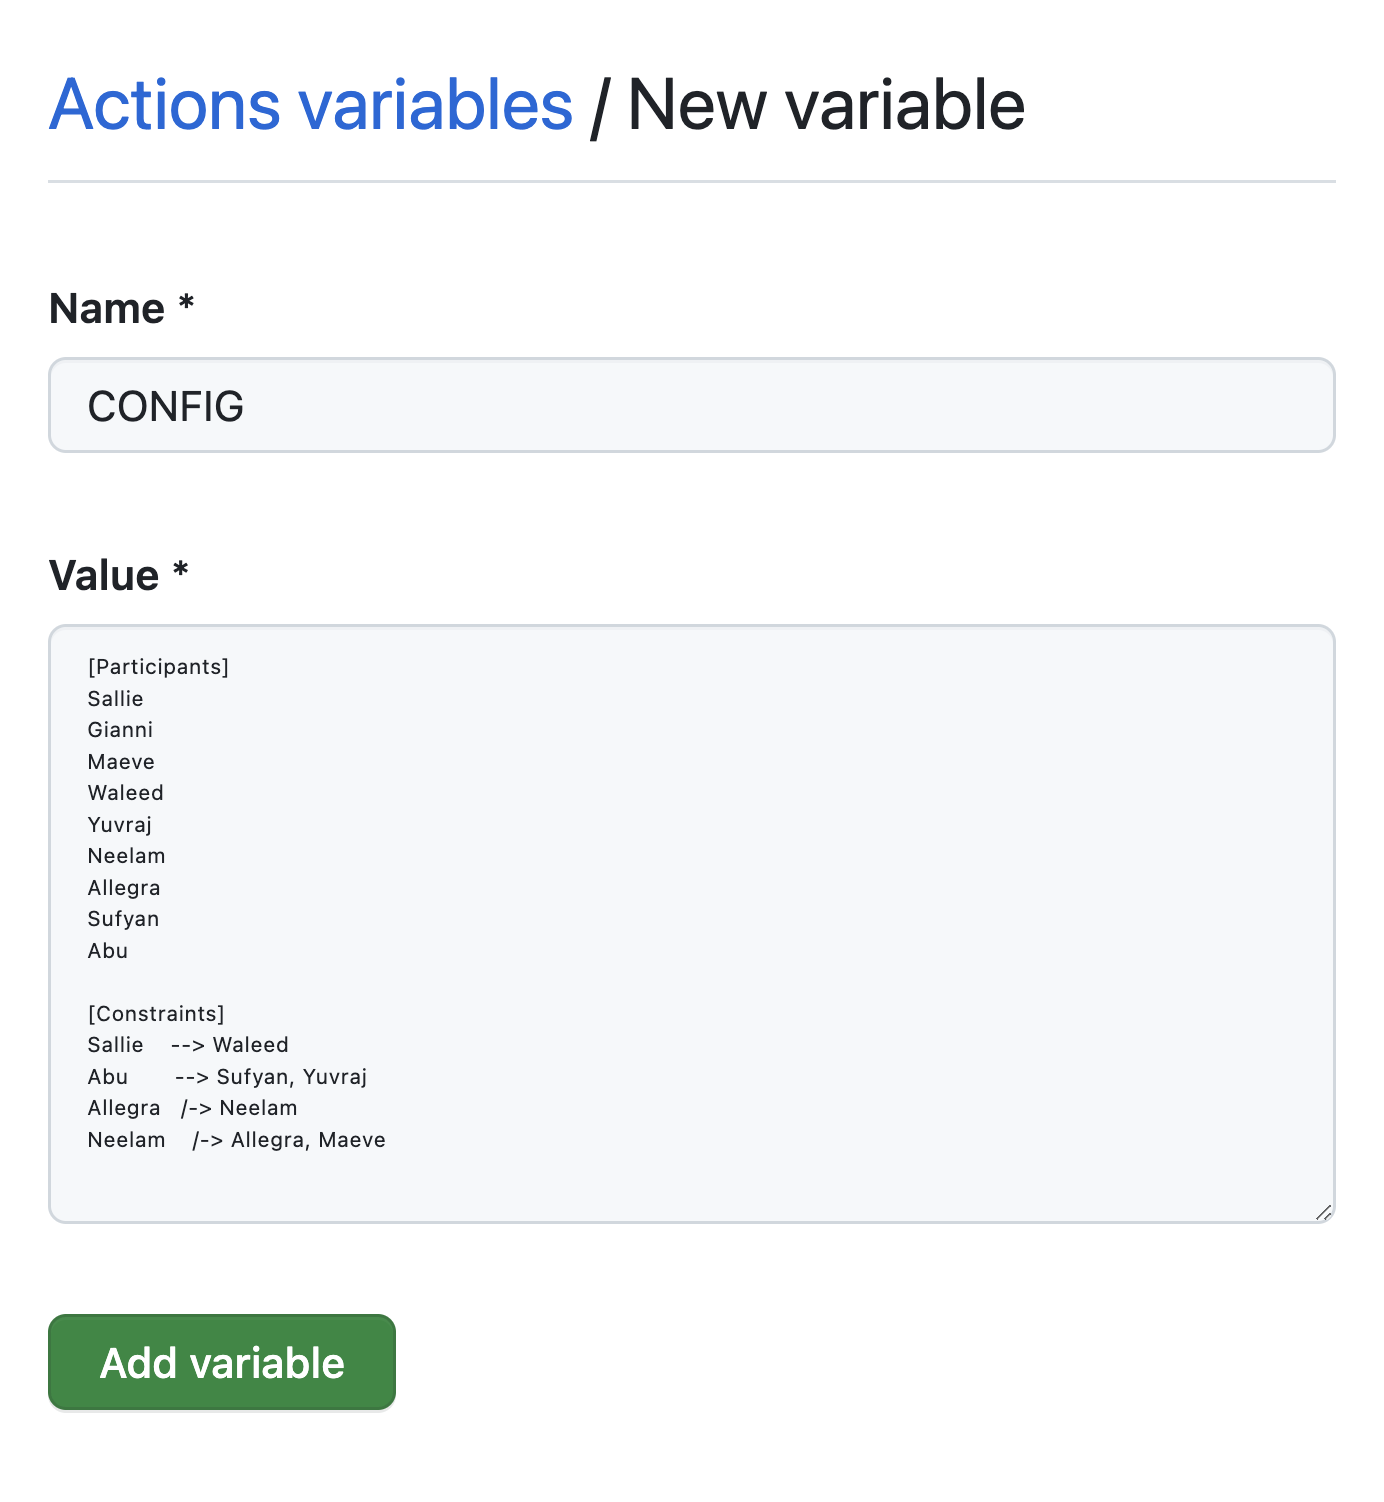 Actions variables / New variable
Name *
CONFIG
Value *
[Participants]
Sallie
Gianni
Maeve
Waleed
Yuvraj
Neelam
Allegra
Sufyan
Abu
[Constraints]
Sallie --> Waleed
Abu --> Sufyan, Yuvraj
Allegra /-> Neelam
Neelam /-> Allegra, Maeve
Add variable